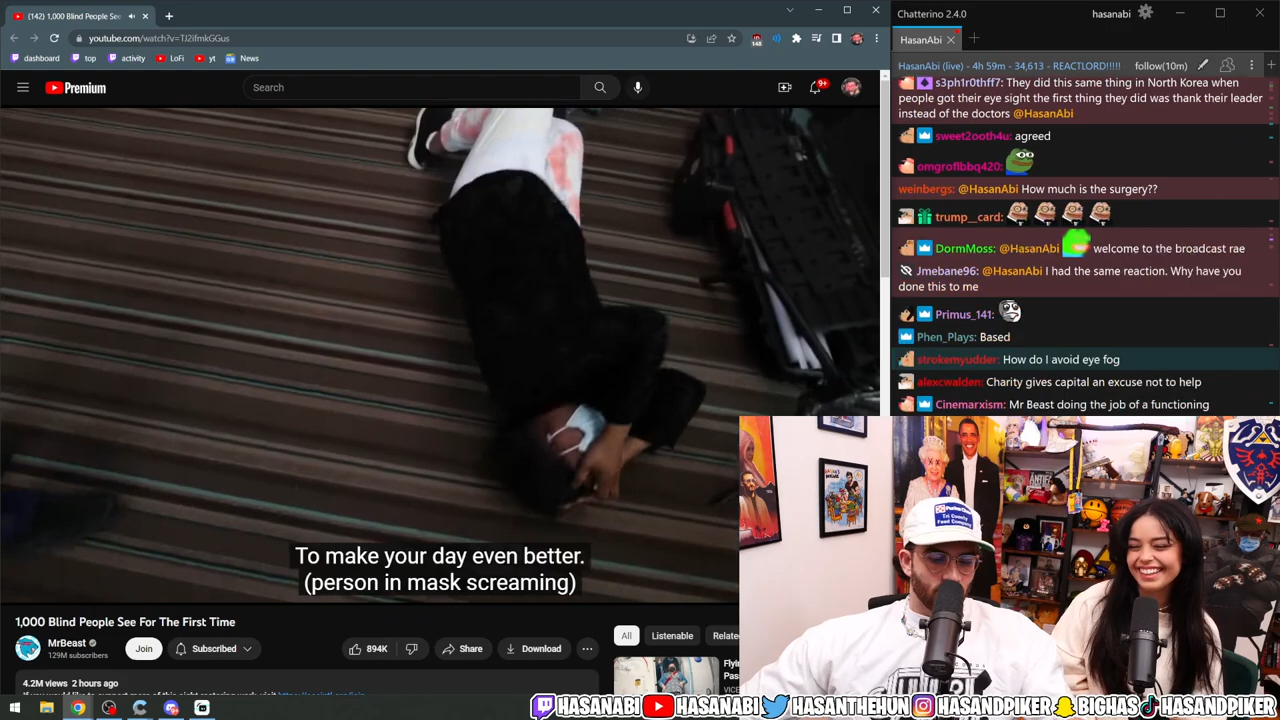 (142) 1,000 Blind People See
youtube.com/watch?v=TJ2ifmkGGus
148
dashboard
top
activity
LoFi
yt
News
Premium
Search
9+
To make your day even better.
(person in mask screaming)
1,000 Blind People See For The First Time
MrBeast
129M subscribers
Join
Subscribed
894K
Share
Download
All
Listenable
Related
4.2M views 2 hours ago
VICE
Chatterino 2.4.0
hasanabi
HasanAbi
HasanAbi (live) - 4h 59m - 34,613 - REACTLORD!!!!!
follow(10m)
s3ph1r0thff7: They did this same thing in North Korea when
people got their eye sight the first thing they did was thank their leader
instead of the doctors @HasanAbi
sweet2ooth4u: agreed
omgroflbbq420:
weinbergs: @HasanAbi How much is the surgery??
trump__card:
DormMoss: @HasanAbi welcome to the broadcast rae
Jmebane96: @HasanAbi I had the same reaction. Why have you
done this to me
Primus_141:
Phen_Plays: Based
strokemyudder: How do I avoid eye fog
alexcwalden: Charity gives capital an excuse not to help
Cinemarxism: Mr Beast doing the job of a functioning
Tri County
Feed Company
HASANABI
HASANABI
HASANTHEHUN
HASANDPIKER
BIGHAS
HASANDPIKER